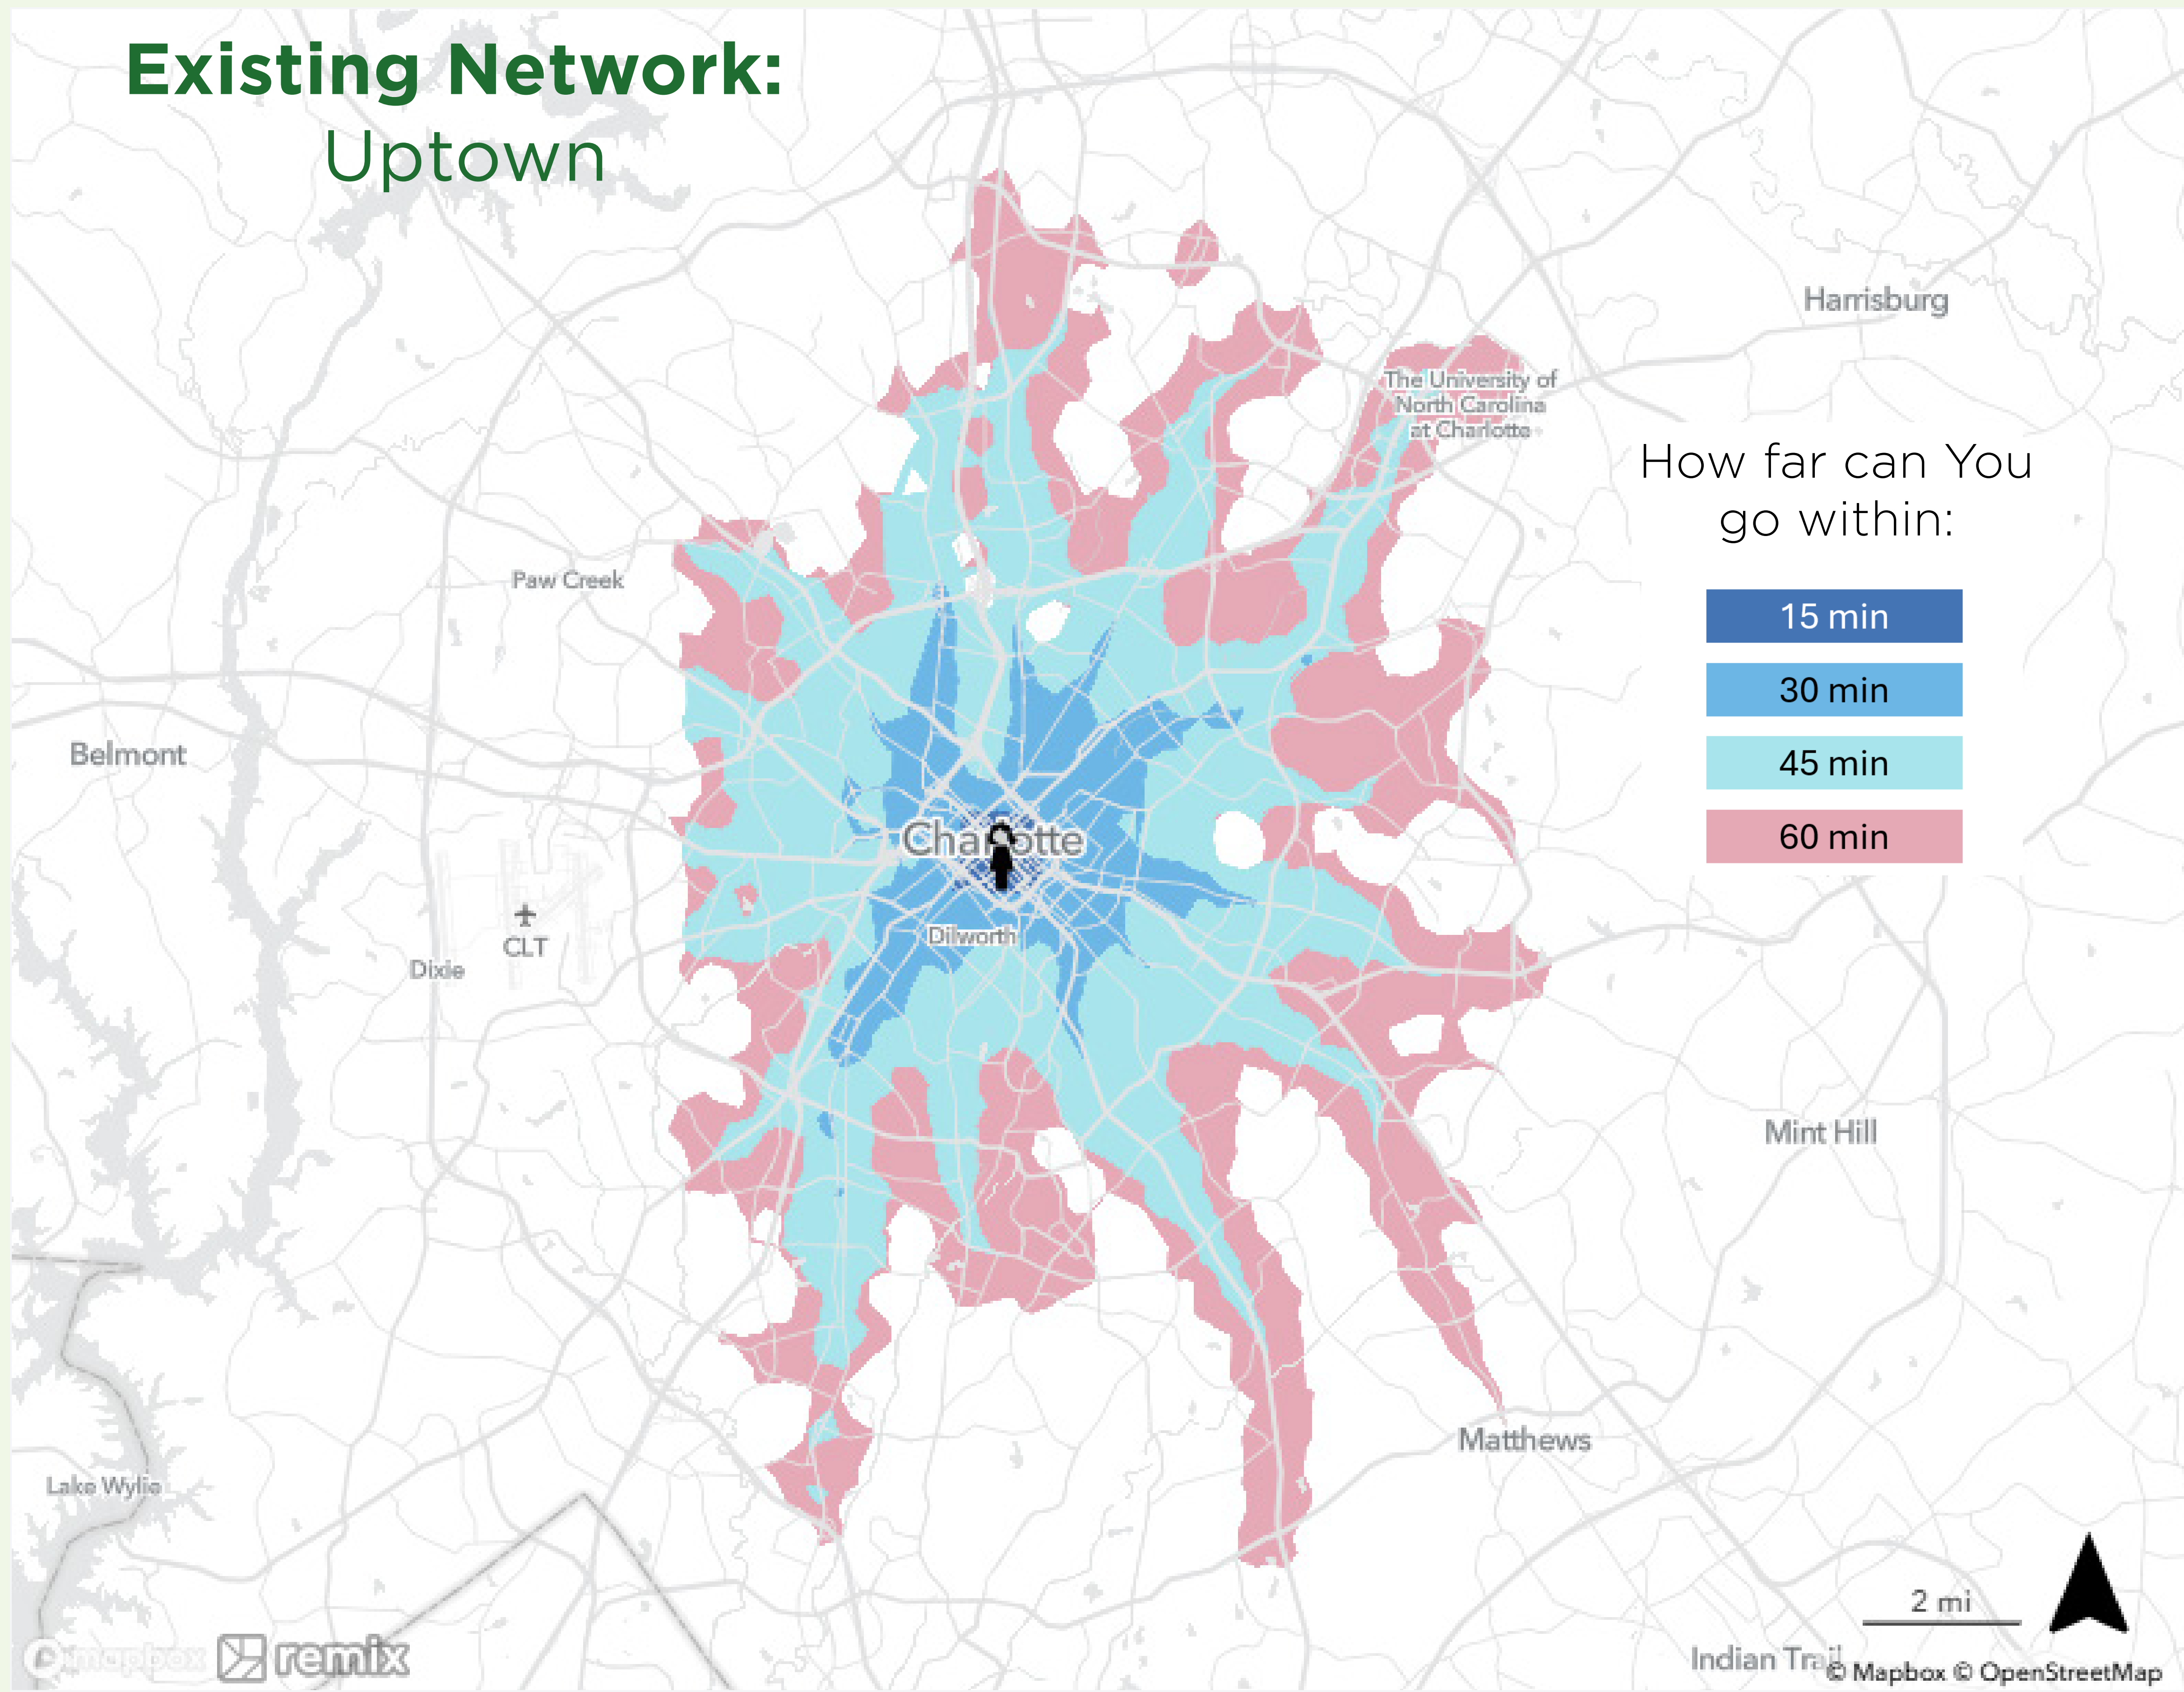 Existing Network:
Uptown
Harrisburg
The University of
North Carolina
at Charlotte
How far can You
go within:
15 min
30 min
45 min
60 min
Paw Creek
Belmont
Charlotte
Dilworth
CLT
Dixie
Mint Hill
Matthews
Lake Wylie
2 mi
mapbox
remix
Indian Trail
© Mapbox © OpenStreetMap